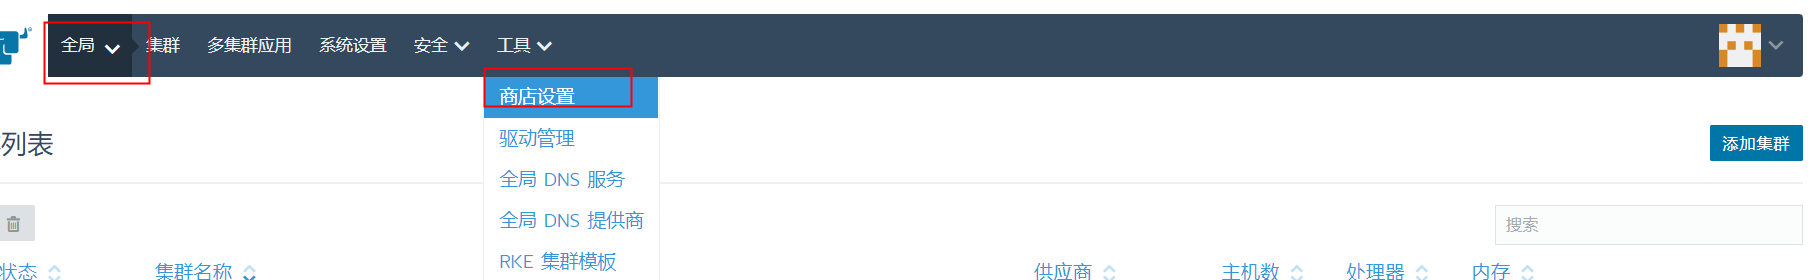 全局 集群 多集群应用 系统设置 安全 工具
商店设置
驱动管理
列表
添加集群
全局 DNS 服务
全局 DNS 提供商
搜索
RKE 集群模板
状态 集群名称 供应商 主机数 处理器 内存